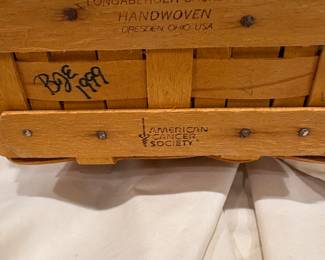 HANDWOVEN
DRESDEN OHIO USA
BJE
1999
AMERICAN
CANCER
SOCIETY